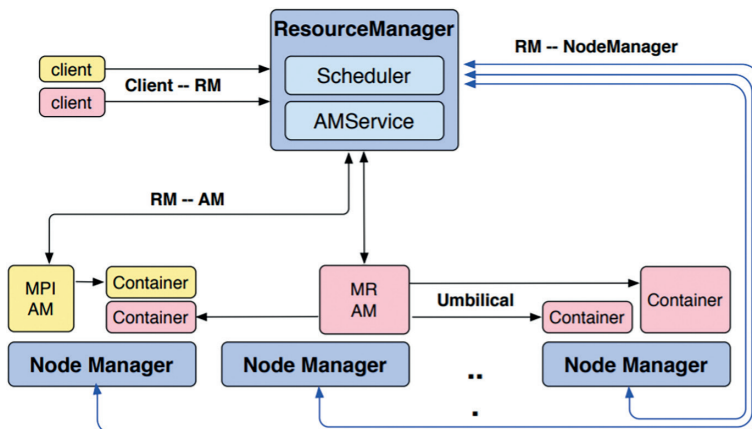 ResourceManager
RM -- NodeManager
client
Scheduler
Client -- RM
client
AMService
RM -- AM
MPI
AM
Container
Container
MR
AM
Umbilical
Container
Container
Node Manager
Node Manager
..
.
Node Manager